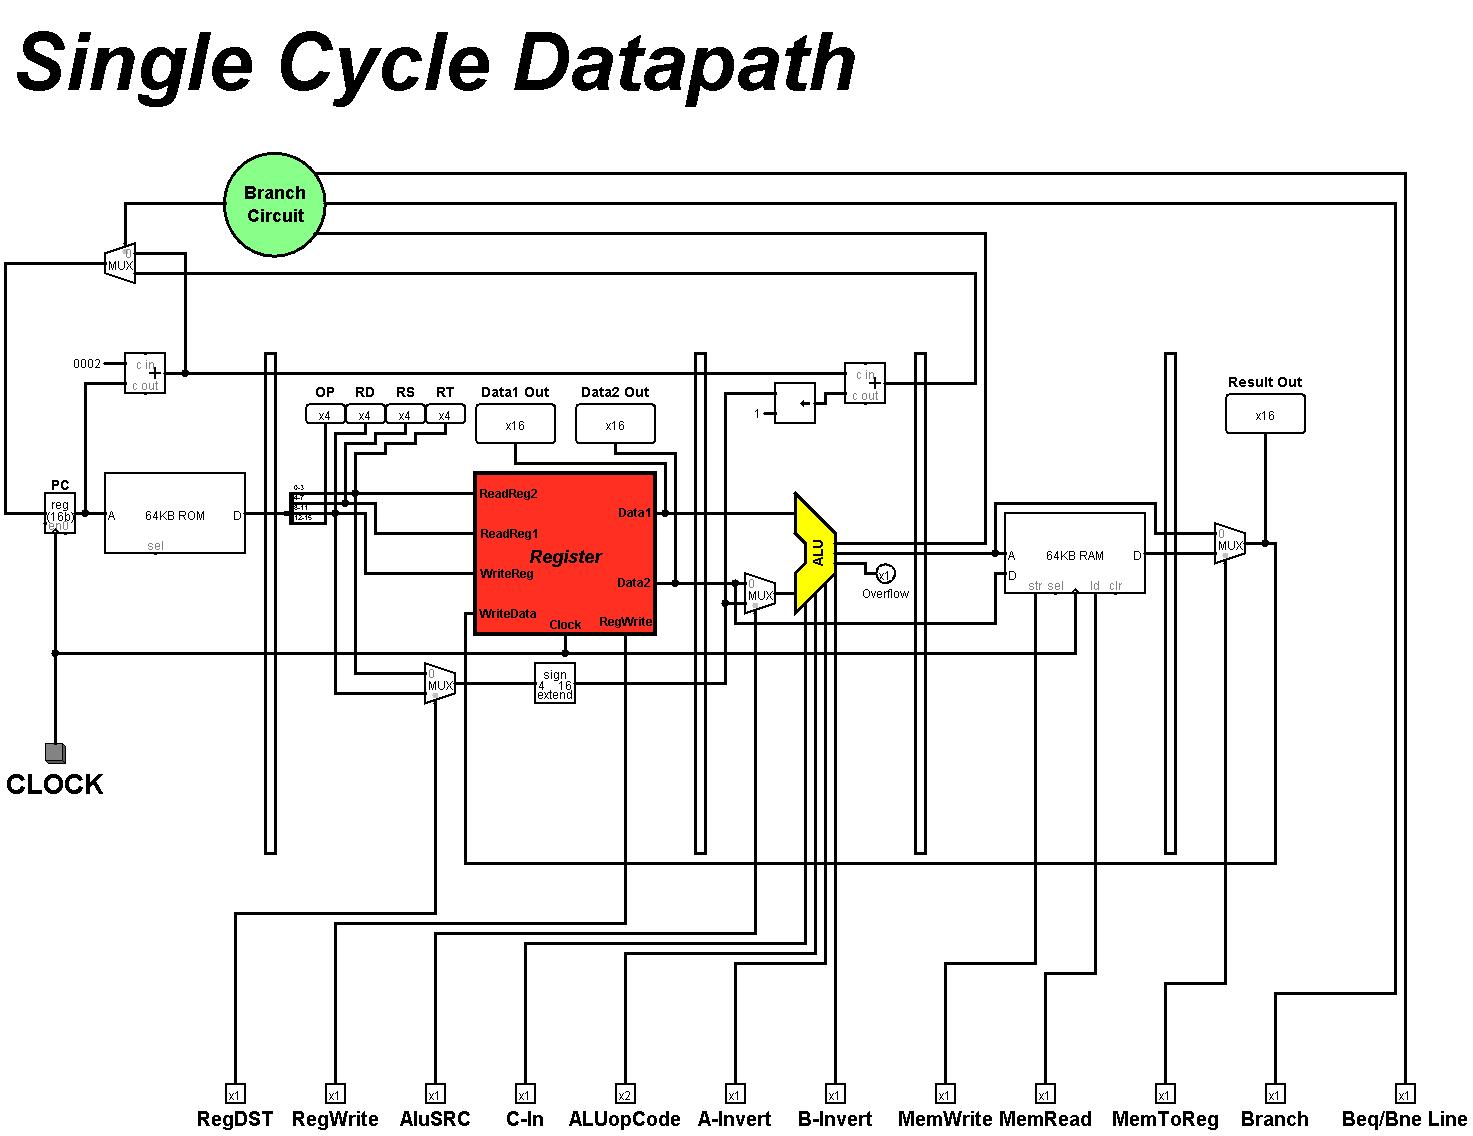 Single Cycle Datapath
Branch
Circuit
0
MUX
0002
c in
+
c out
c in
+
c out
1
OP RD RS RT
x4 x4 x4 x4
Data1 Out
x16
Data2 Out
x16
Result Out
x16
PC
reg
(16b)
en0
A 64KB ROM D
sel
0-3
4-7
8-11
12-15
ReadReg2
ReadReg1
WriteReg
WriteData
Register
Data1
Data2
Clock
RegWrite
0
MUX
ALU
x1
Overflow
A 64KB RAM D
D
str sel ld clr
0
MUX
0
MUX
sign
4 16
extend
CLOCK
x1 x1 x1 x1 x2 x1 x1 x1 x1 x1 x1 x1
RegDST RegWrite AluSRC C-In ALUopCode A-Invert B-Invert MemWrite MemRead MemToReg Branch Beq/Bne Line